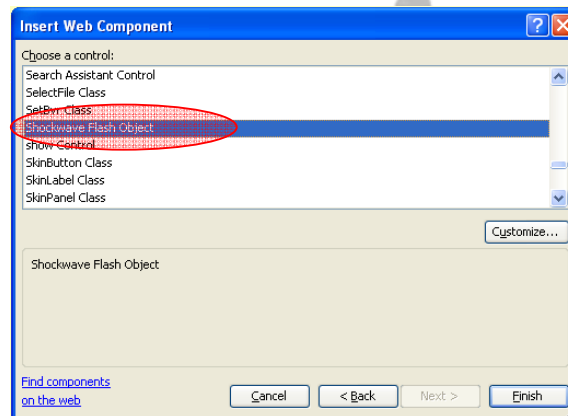 Insert Web Component
Choose a control:
Search Assistant Control
SelectFile Class
SetBvr Class
Shockwave Flash Object
show Control
SkinButton Class
SkinLabel Class
SkinPanel Class
Customize...
Shockwave Flash Object
Find components
on the web
Cancel < Back Next > Finish